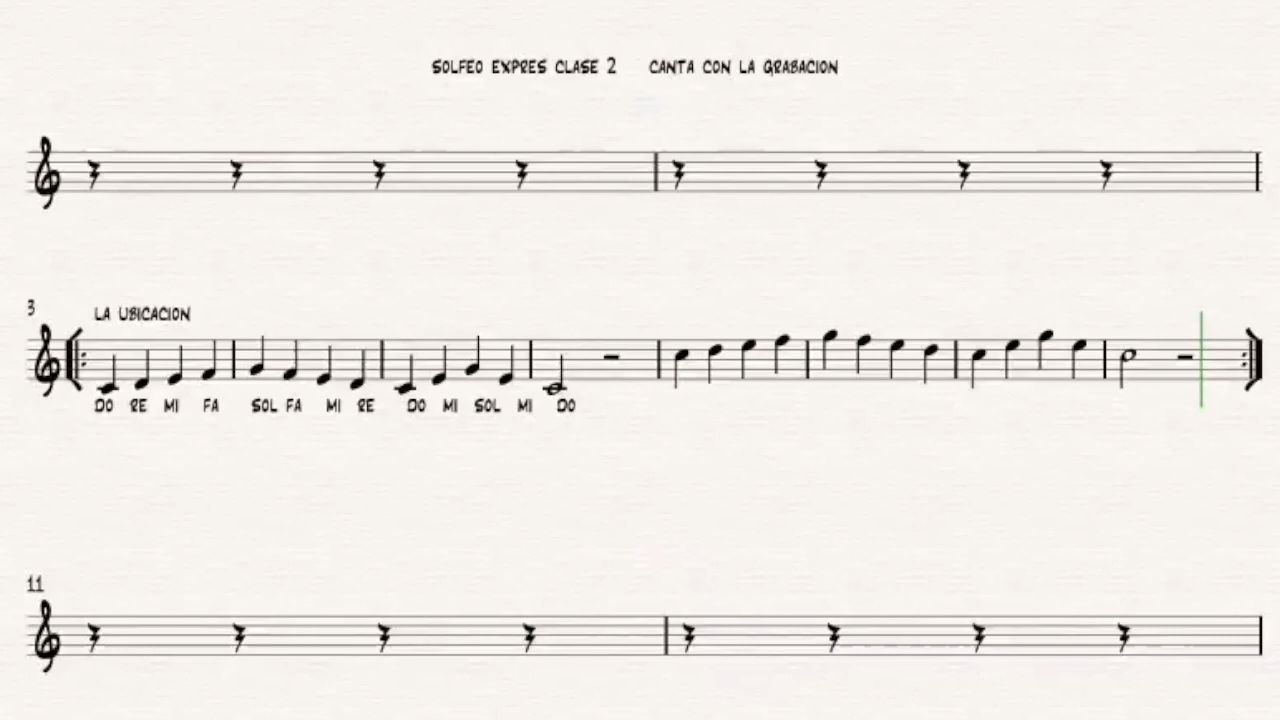 SOLFEO EXPRES CLASE 2 CANTA CON LA GRABACION
3 LA UBICACION
DO RE MI FA SOL FA MI RE DO MI SOL MI DO
11